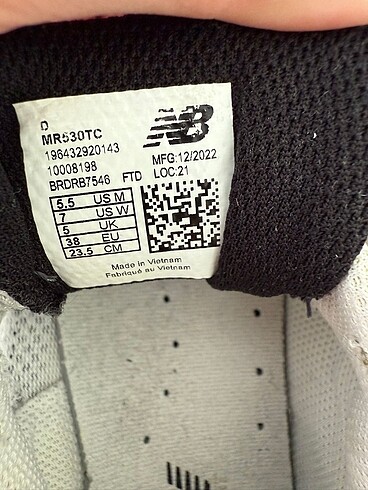 D
MR530TC
NB
196432920143
10008198
MFG:12/2022
BRDRB7546 FTD LOC:21
5.5 US M
7 US W
5 UK
38 EU
23.5 CM
Made in Vietnam
Fabriqué au Vietnam